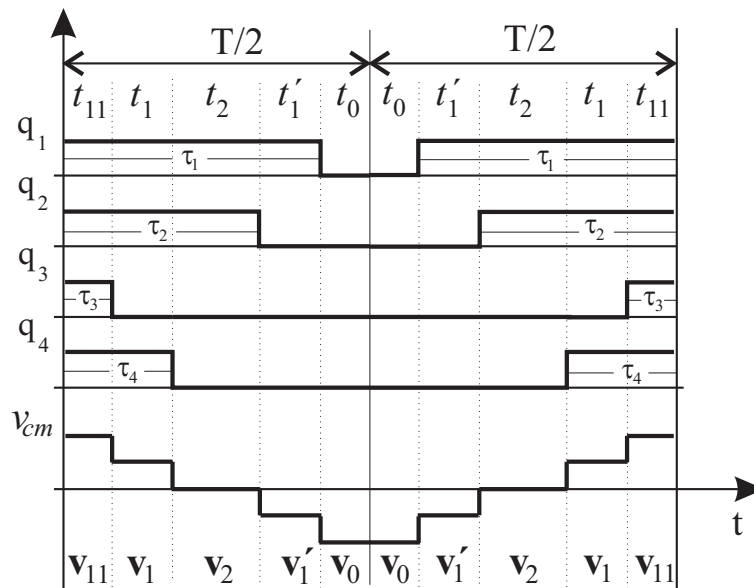 T/2 T/2
t₁₁ t₁ t₂ t₁′ t₀ t₀ t₁′ t₂ t₁ t₁₁
q₁
τ₁ τ₁
q₂
τ₂ τ₂
q₃
τ₃ τ₃
q₄
τ₄ τ₄
v_cm
t
v₁₁ v₁ v₂ v₁′ v₀ v₀ v₁′ v₂ v₁ v₁₁